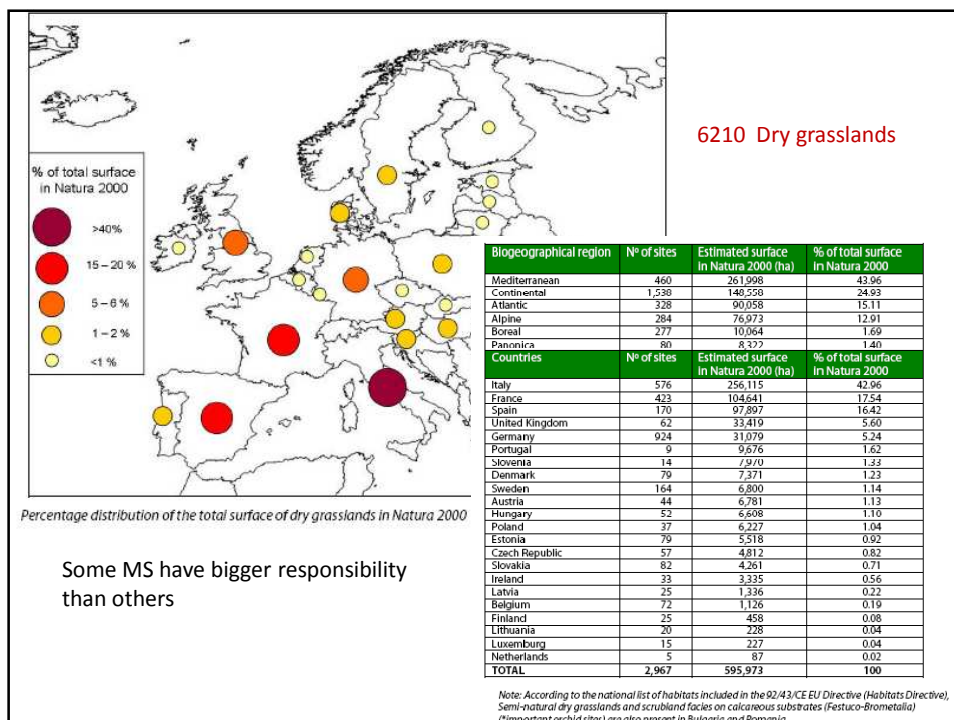 6210 Dry grasslands
% of total surface
in Natura 2000
>40%
15 – 20 %
5 – 6 %
1 – 2 %
<1 %
Percentage distribution of the total surface of dry grasslands in Natura 2000
Some MS have bigger responsibility
than others
Biogeographical region Nº of sites Estimated surface in Natura 2000 (ha) % of total surface in Natura 2000
Mediterranean 460 261,998 43.96
Continental 1,538 148,558 24.93
Atlantic 328 90,058 15.11
Alpine 284 76,973 12.91
Boreal 277 10,064 1.69
Panonica 80 8,322 1.40
Countries Nº of sites Estimated surface in Natura 2000 (ha) % of total surface in Natura 2000
Italy 576 256,115 42.96
France 423 104,641 17.54
Spain 170 97,897 16.42
United Kingdom 62 33,419 5.60
Germany 924 31,079 5.24
Portugal 9 9,676 1.62
Slovenia 14 7,970 1.33
Denmark 79 7,371 1.23
Sweden 164 6,800 1.14
Austria 44 6,781 1.13
Hungary 52 6,608 1.10
Poland 37 6,227 1.04
Estonia 79 5,518 0.92
Czech Republic 57 4,812 0.82
Slovakia 82 4,261 0.71
Ireland 33 3,335 0.56
Latvia 25 1,336 0.22
Belgium 72 1,126 0.19
Finland 25 458 0.08
Lithuania 20 228 0.04
Luxemburg 15 227 0.04
Netherlands 5 87 0.02
TOTAL 2,967 595,973 100
Note: According to the national list of habitats included in the 92/43/CE EU Directive (Habitats Directive),
Semi-natural dry grasslands and scrubland facies on calcareous substrates (Festuco-Brometalia)
(*important orchid sites) are also present in Bulgaria and Romania